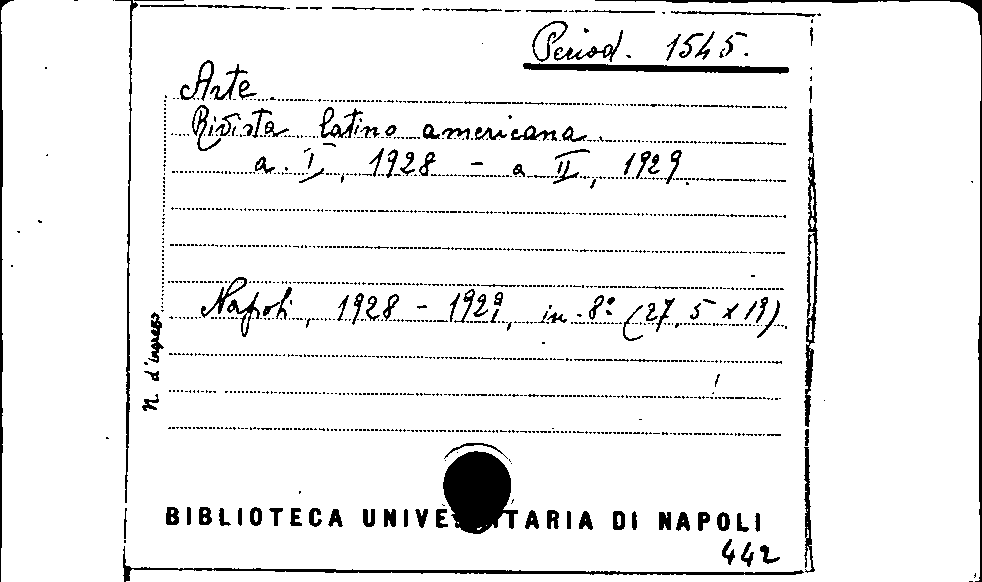 Period. 1545.
Arte.
Rivista latino americana.
a. I, 1928 - a. II, 1929.
Napoli, 1928 - 1929, in-8° (27,5 x 19)
N. d'ingresso
BIBLIOTECA UNIVERSITARIA DI NAPOLI
442